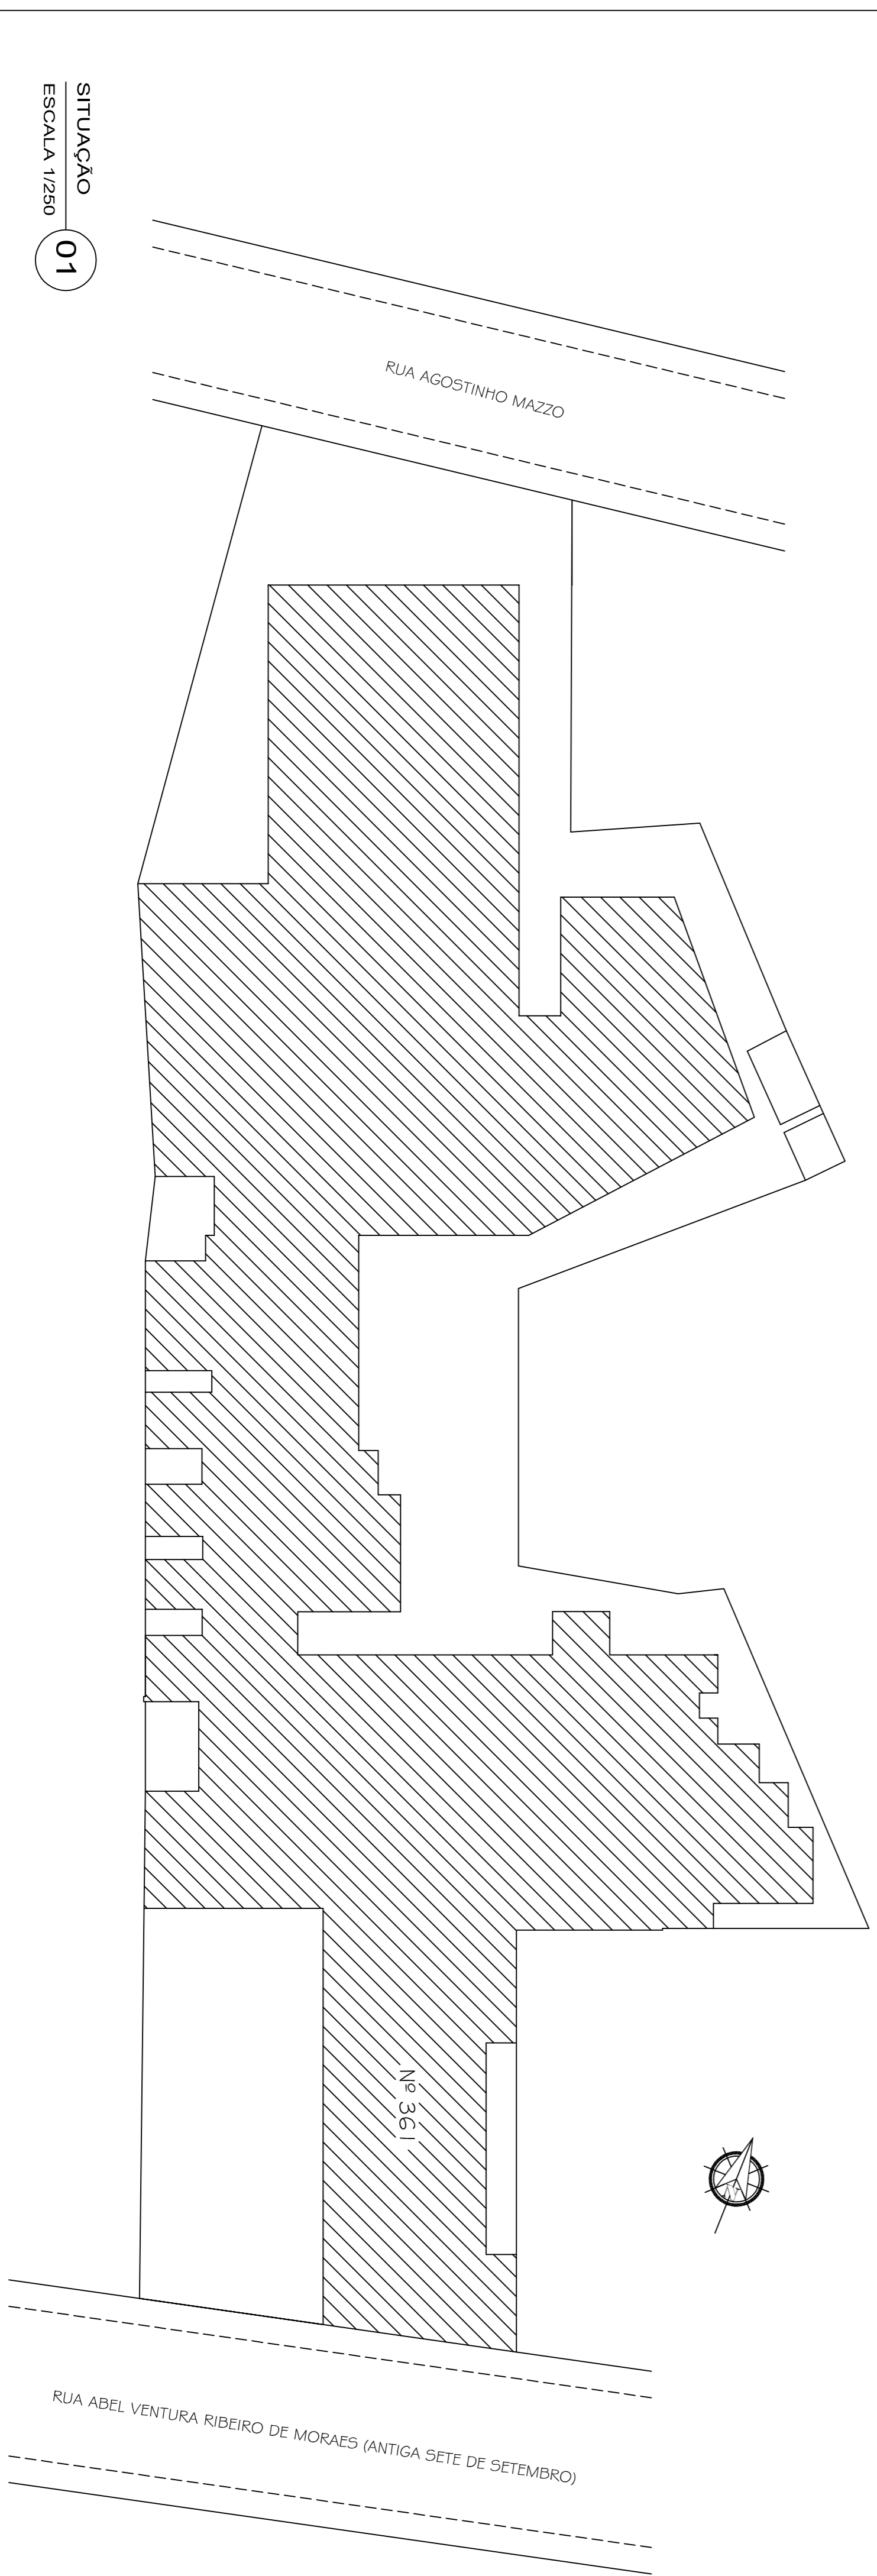 SITUAÇÃO
ESCALA 1/250
01
RUA AGOSTINHO MAZZO
Nº 361
N
RUA ABEL VENTURA RIBEIRO DE MORAES (ANTIGA SETE DE SETEMBRO)